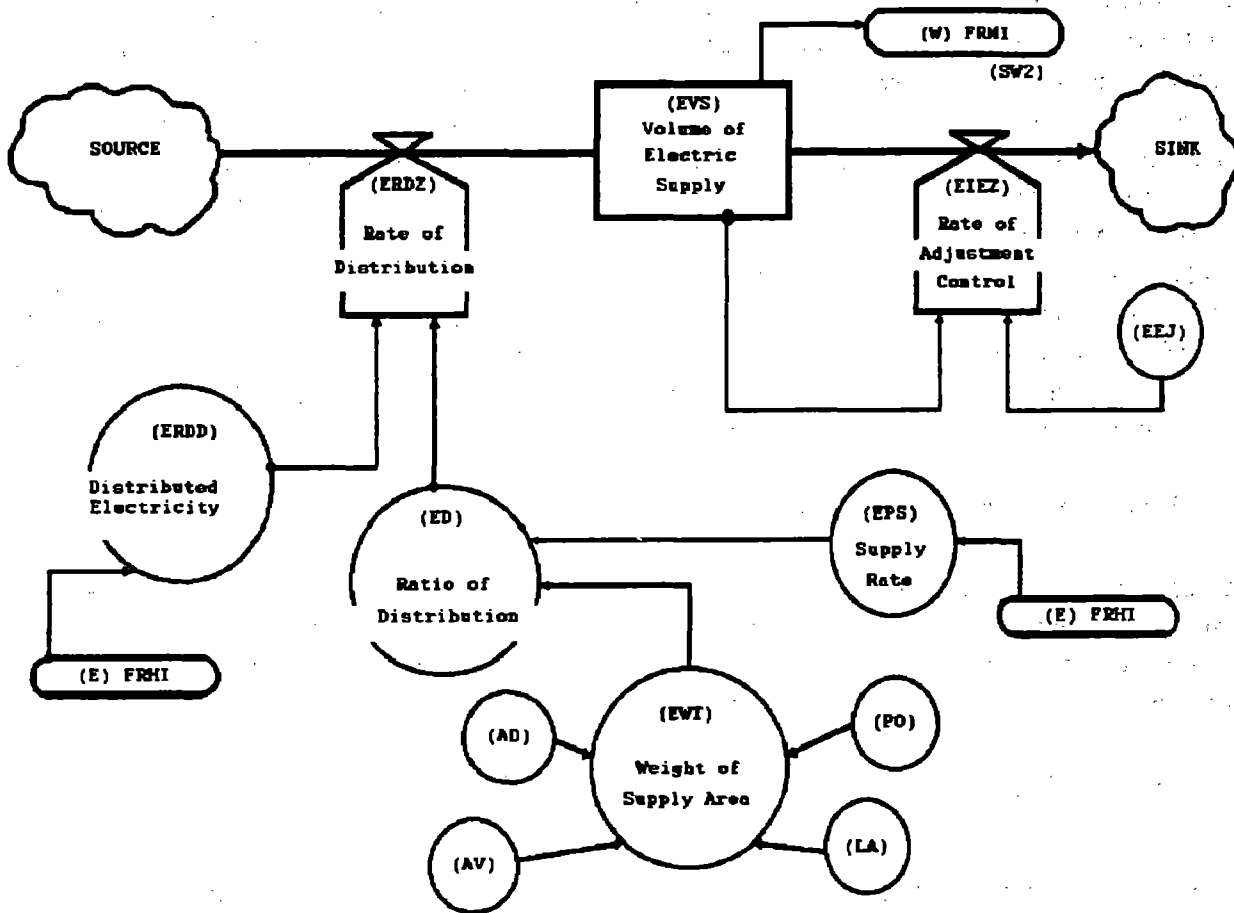 (W) FRMI
(SW2)
SOURCE
(EVS)
Volume of
Electric
Supply
SINK
(ERDZ)
Rate of
Distribution
(EIEZ)
Rate of
Adjustment
Control
(EEJ)
(ERDD)
Distributed
Electricity
(ED)
Ratio of
Distribution
(EPS)
Supply
Rate
(E) FRHI
(E) FRHI
(EWT)
Weight of
Supply Area
(AD)
(PO)
(AV)
(LA)